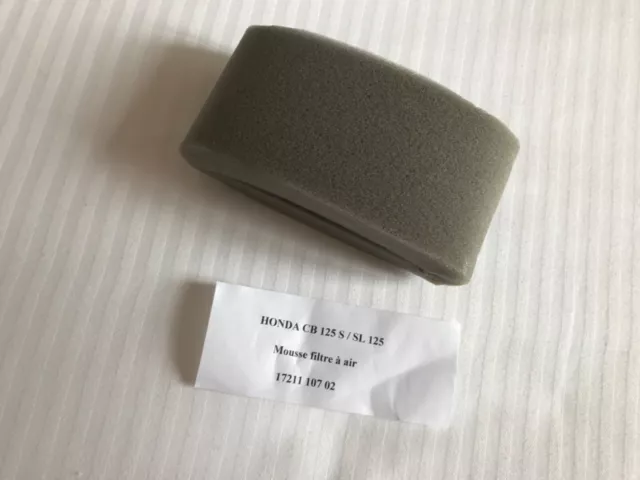 HONDA CB 125 S / SL 125
Mousse filtre à air
17211 107 02